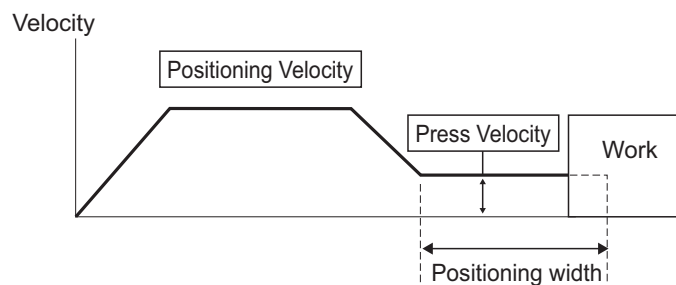 Velocity
Positioning Velocity
Press Velocity
Work
Positioning width